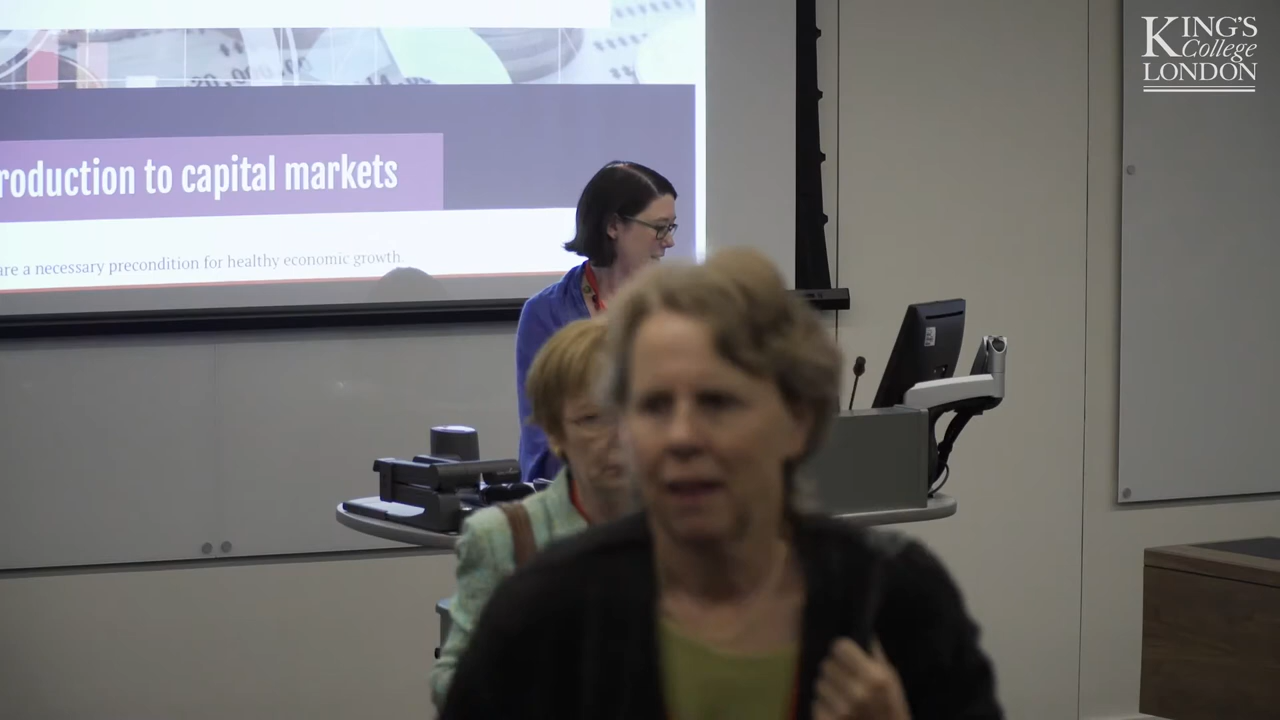 KING'S
College
LONDON
roduction to capital markets
are a necessary precondition for healthy economic growth.